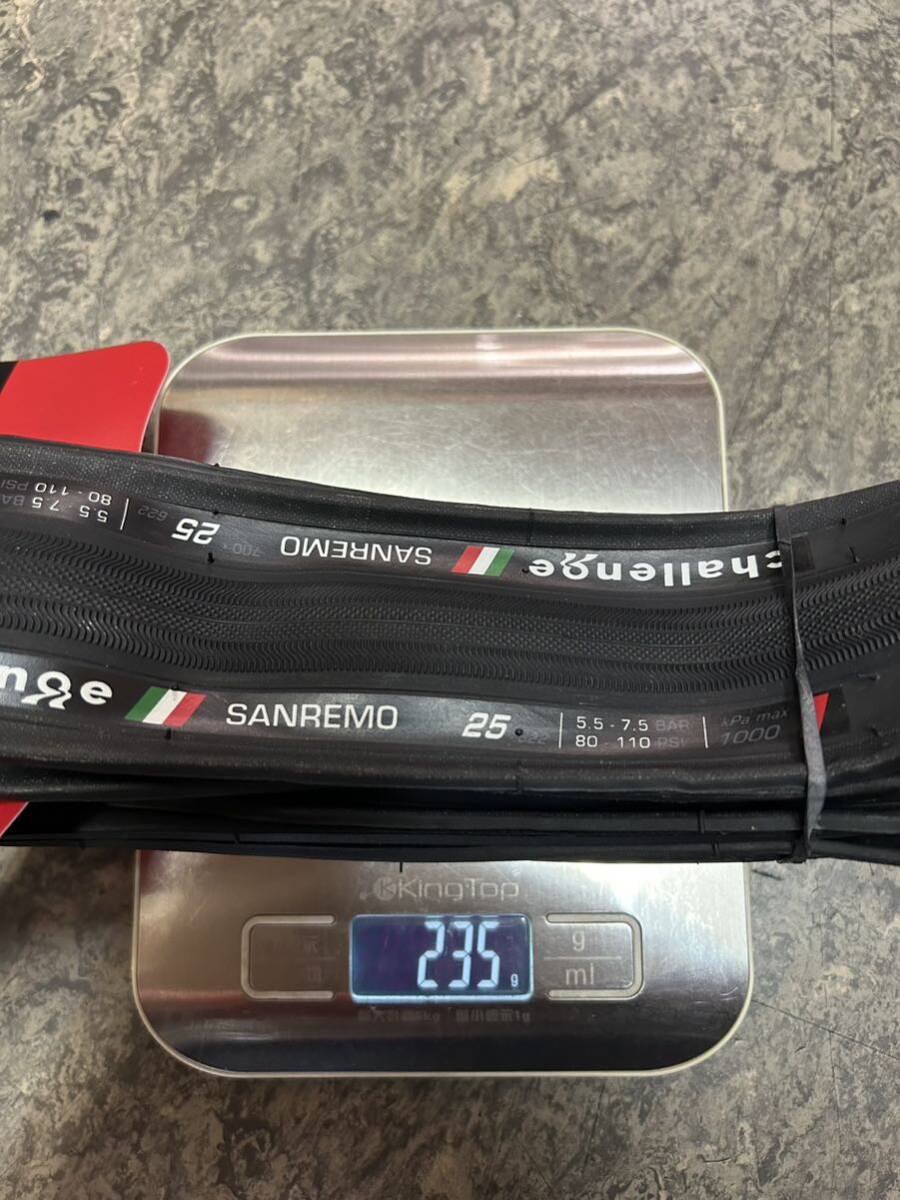 5.5 - 7.5 BAR
80 - 110 PSI
622
25
700 ×
SANREMO
challenge
nge
SANREMO
25
622
5.5 - 7.5 BAR
80 - 110 PSI
kPa max
1000
KingTop
235 g
g
ml